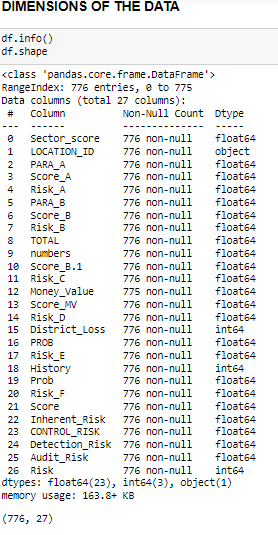 DIMENSIONS OF THE DATA
df.info()
df.shape
<class 'pandas.core.frame.DataFrame'>
RangeIndex: 776 entries, 0 to 775
Data columns (total 27 columns):
 #   Column          Non-Null Count  Dtype
---  ------          --------------  -----
 0   Sector_score    776 non-null    float64
 1   LOCATION_ID     776 non-null    object
 2   PARA_A          776 non-null    float64
 3   Score_A         776 non-null    float64
 4   Risk_A          776 non-null    float64
 5   PARA_B          776 non-null    float64
 6   Score_B         776 non-null    float64
 7   Risk_B          776 non-null    float64
 8   TOTAL           776 non-null    float64
 9   numbers         776 non-null    float64
 10  Score_B.1       776 non-null    float64
 11  Risk_C          776 non-null    float64
 12  Money_Value     775 non-null    float64
 13  Score_MV        776 non-null    float64
 14  Risk_D          776 non-null    float64
 15  District_Loss   776 non-null    int64
 16  PROB            776 non-null    float64
 17  RiSk_E          776 non-null    float64
 18  History         776 non-null    int64
 19  Prob            776 non-null    float64
 20  Risk_F          776 non-null    float64
 21  Score           776 non-null    float64
 22  Inherent_Risk   776 non-null    float64
 23  CONTROL_RISK    776 non-null    float64
 24  Detection_Risk  776 non-null    float64
 25  Audit_Risk      776 non-null    float64
 26  Risk            776 non-null    int64
dtypes: float64(23), int64(3), object(1)
memory usage: 163.8+ KB
(776, 27)